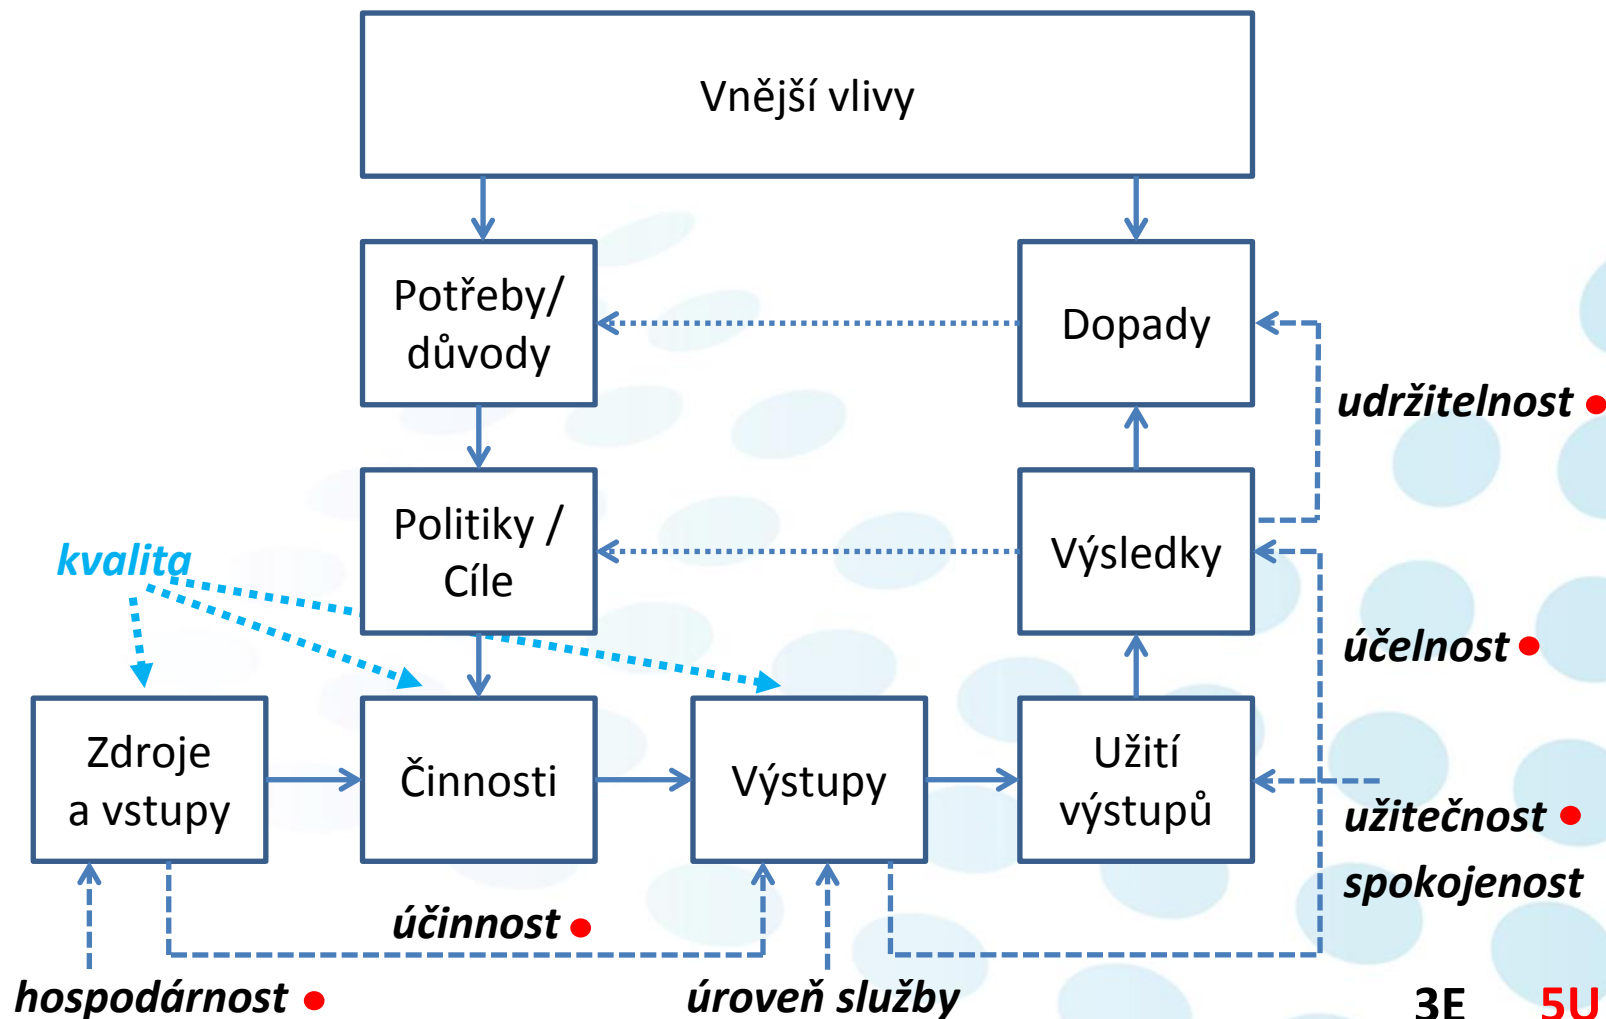 Vnější vlivy
Potřeby/
důvody
Dopady
udržitelnost
Politiky /
Cíle
Výsledky
kvalita
účelnost
Zdroje
a vstupy
Činnosti
Výstupy
Užití
výstupů
užitečnost
spokojenost
účinnost
hospodárnost
úroveň služby
3E 5U